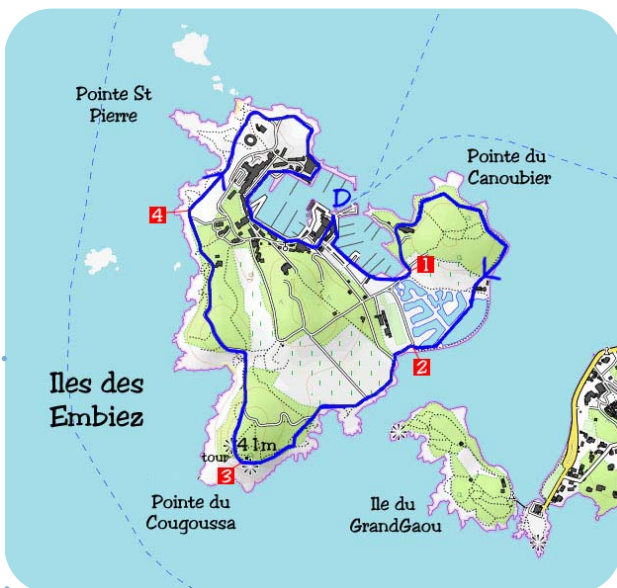 Pointe St
Pierre
Pointe du
Canoubier
D
4
1
2
Iles des
Embiez
41m
tour
3
Pointe du
Cougoussa
Ile du
GrandGaou